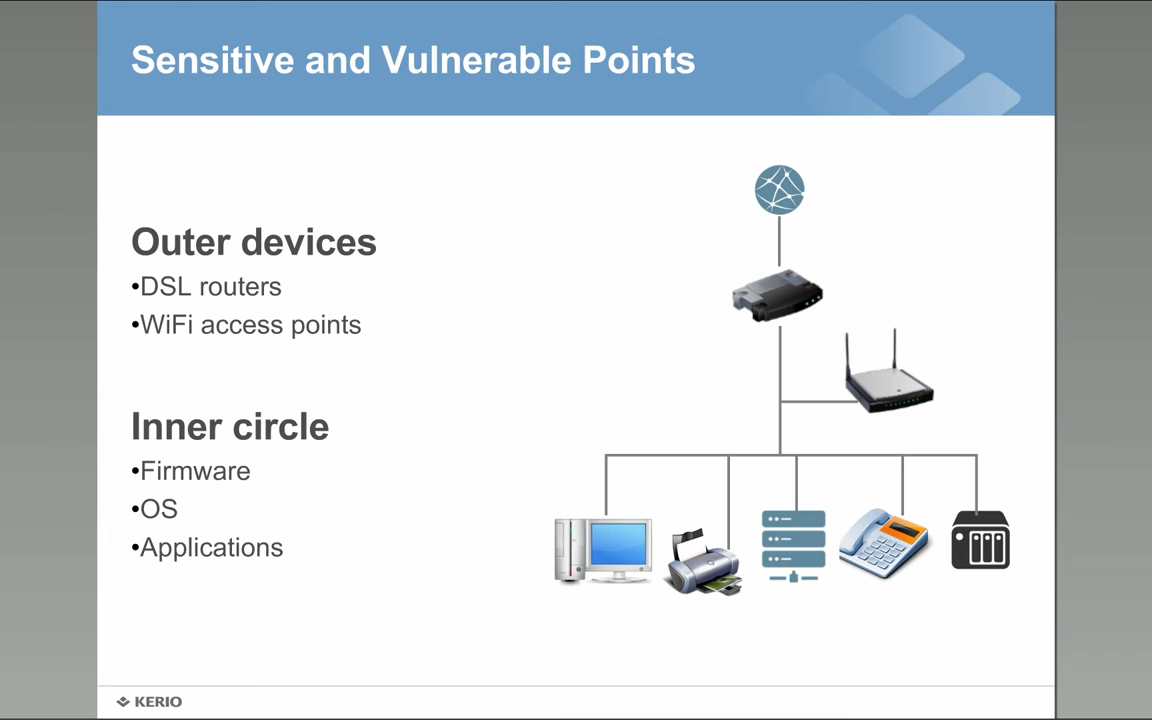 Sensitive and Vulnerable Points
Outer devices
•DSL routers
•WiFi access points
Inner circle
•Firmware
•OS
•Applications
KERIO